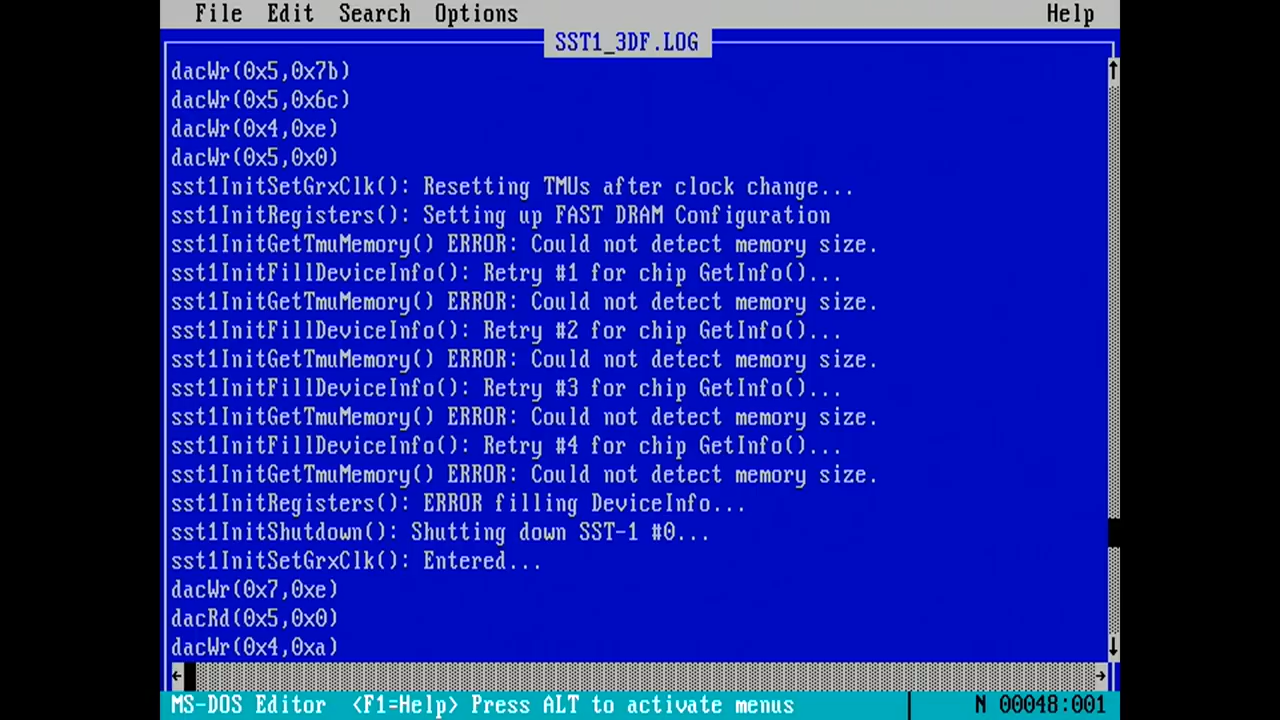 File Edit Search Options Help
SST1_3DF.LOG
dacWr(0x5,0x7b)
dacWr(0x5,0x6c)
dacWr(0x4,0xe)
dacWr(0x5,0x0)
sst1InitSetGrxClk(): Resetting TMUs after clock change...
sst1InitRegisters(): Setting up FAST DRAM Configuration
sst1InitGetTmuMemory() ERROR: Could not detect memory size.
sst1InitFillDeviceInfo(): Retry #1 for chip GetInfo()...
sst1InitGetTmuMemory() ERROR: Could not detect memory size.
sst1InitFillDeviceInfo(): Retry #2 for chip GetInfo()...
sst1InitGetTmuMemory() ERROR: Could not detect memory size.
sst1InitFillDeviceInfo(): Retry #3 for chip GetInfo()...
sst1InitGetTmuMemory() ERROR: Could not detect memory size.
sst1InitFillDeviceInfo(): Retry #4 for chip GetInfo()...
sst1InitGetTmuMemory() ERROR: Could not detect memory size.
sst1InitRegisters(): ERROR filling DeviceInfo...
sst1InitShutdown(): Shutting down SST-1 #0...
sst1InitSetGrxClk(): Entered...
dacWr(0x7,0xe)
dacRd(0x5,0x0)
dacWr(0x4,0xa)
MS-DOS Editor <F1=Help> Press ALT to activate menus N 00048:001